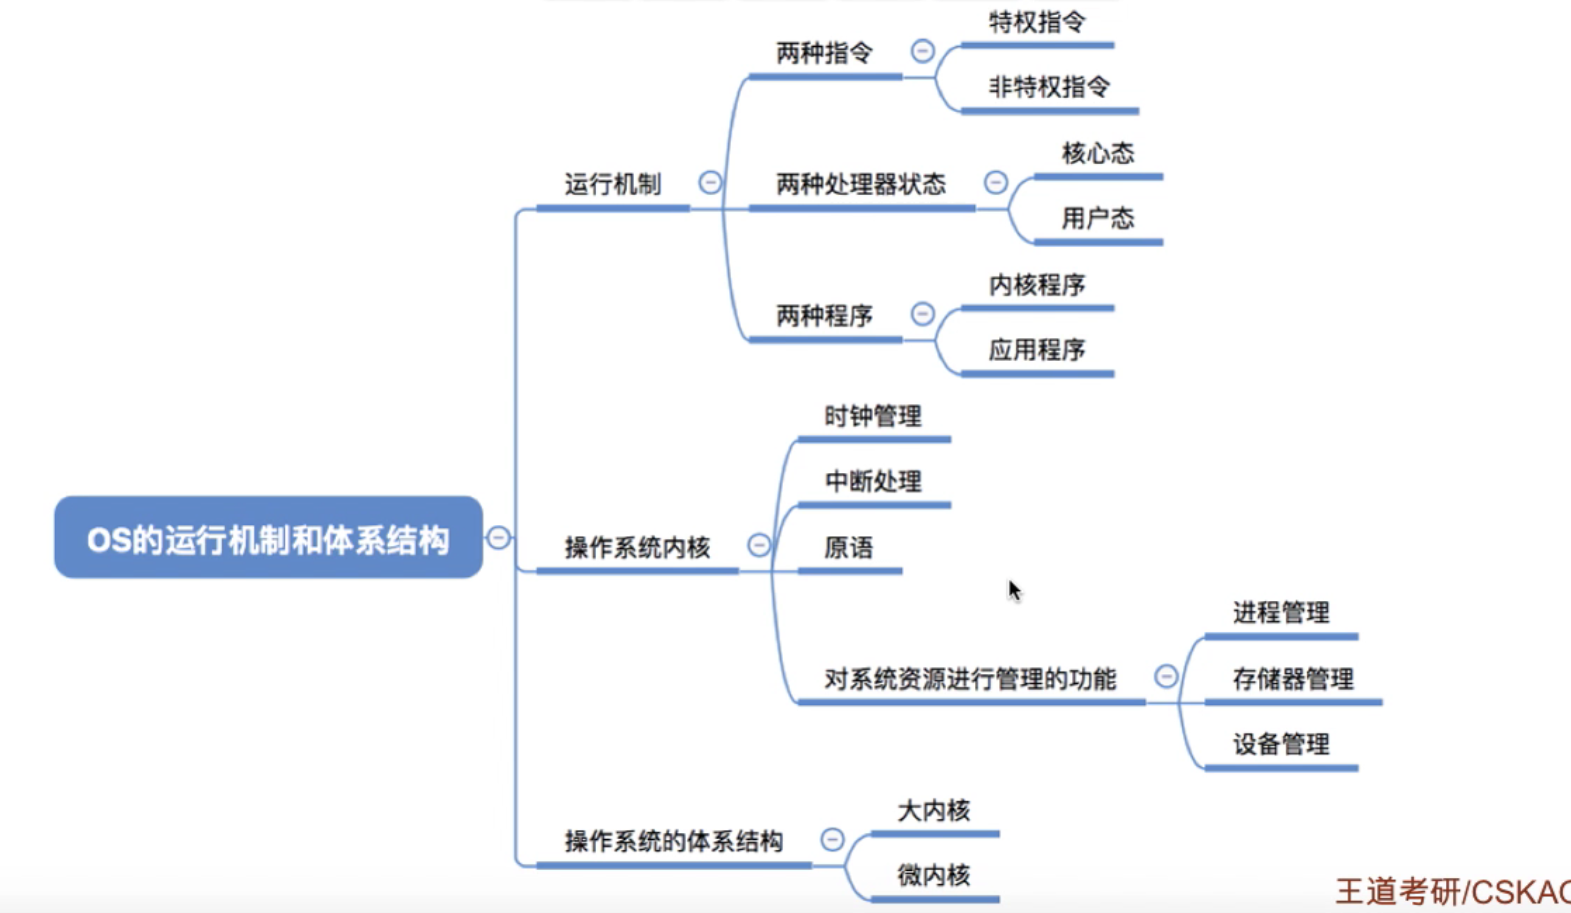 OS的运行机制和体系结构
运行机制
两种指令
特权指令
非特权指令
两种处理器状态
核心态
用户态
两种程序
内核程序
应用程序
操作系统内核
时钟管理
中断处理
原语
对系统资源进行管理的功能
进程管理
存储器管理
设备管理
操作系统的体系结构
大内核
微内核
王道考研/CSKAO